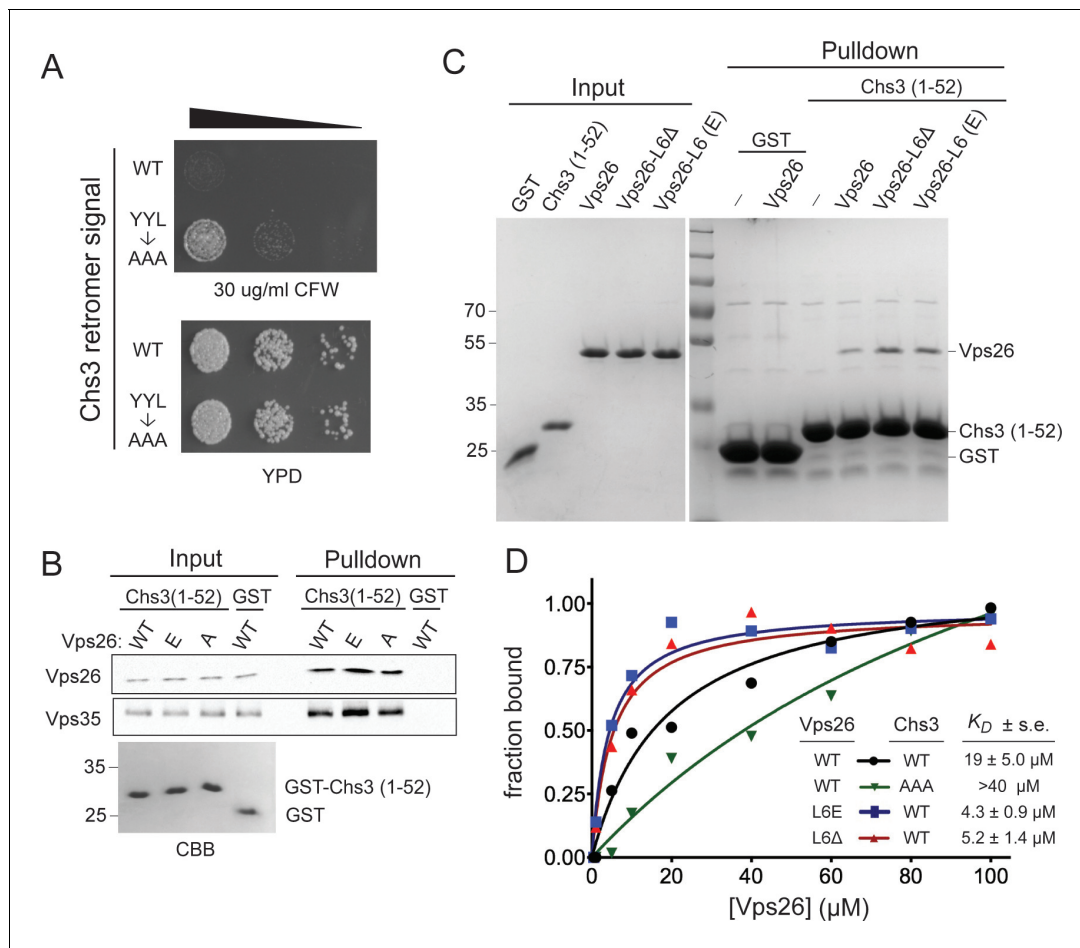 A
Chs3 retromer signal
WT
YYL
↓
AAA
30 ug/ml CFW
WT
YYL
↓
AAA
YPD
B
Input
Pulldown
Chs3(1-52) GST
Chs3(1-52) GST
Vps26: WT E A WT WT E A WT
Vps26
Vps35
35
25
GST-Chs3 (1-52)
GST
CBB
C
Input
Pulldown
Chs3 (1-52)
GST
GST
Chs3 (1-52)
Vps26
Vps26-L6Δ
Vps26-L6 (E)
–
Vps26
–
Vps26
Vps26-L6Δ
Vps26-L6 (E)
70
55
35
25
Vps26
Chs3 (1-52)
GST
D
fraction bound
1.00
0.75
0.50
0.25
0.00
0 20 40 60 80 100
[Vps26] (µM)
Vps26 Chs3 KD ± s.e.
WT WT 19 ± 5.0 µM
WT AAA >40 µM
L6E WT 4.3 ± 0.9 µM
L6Δ WT 5.2 ± 1.4 µM